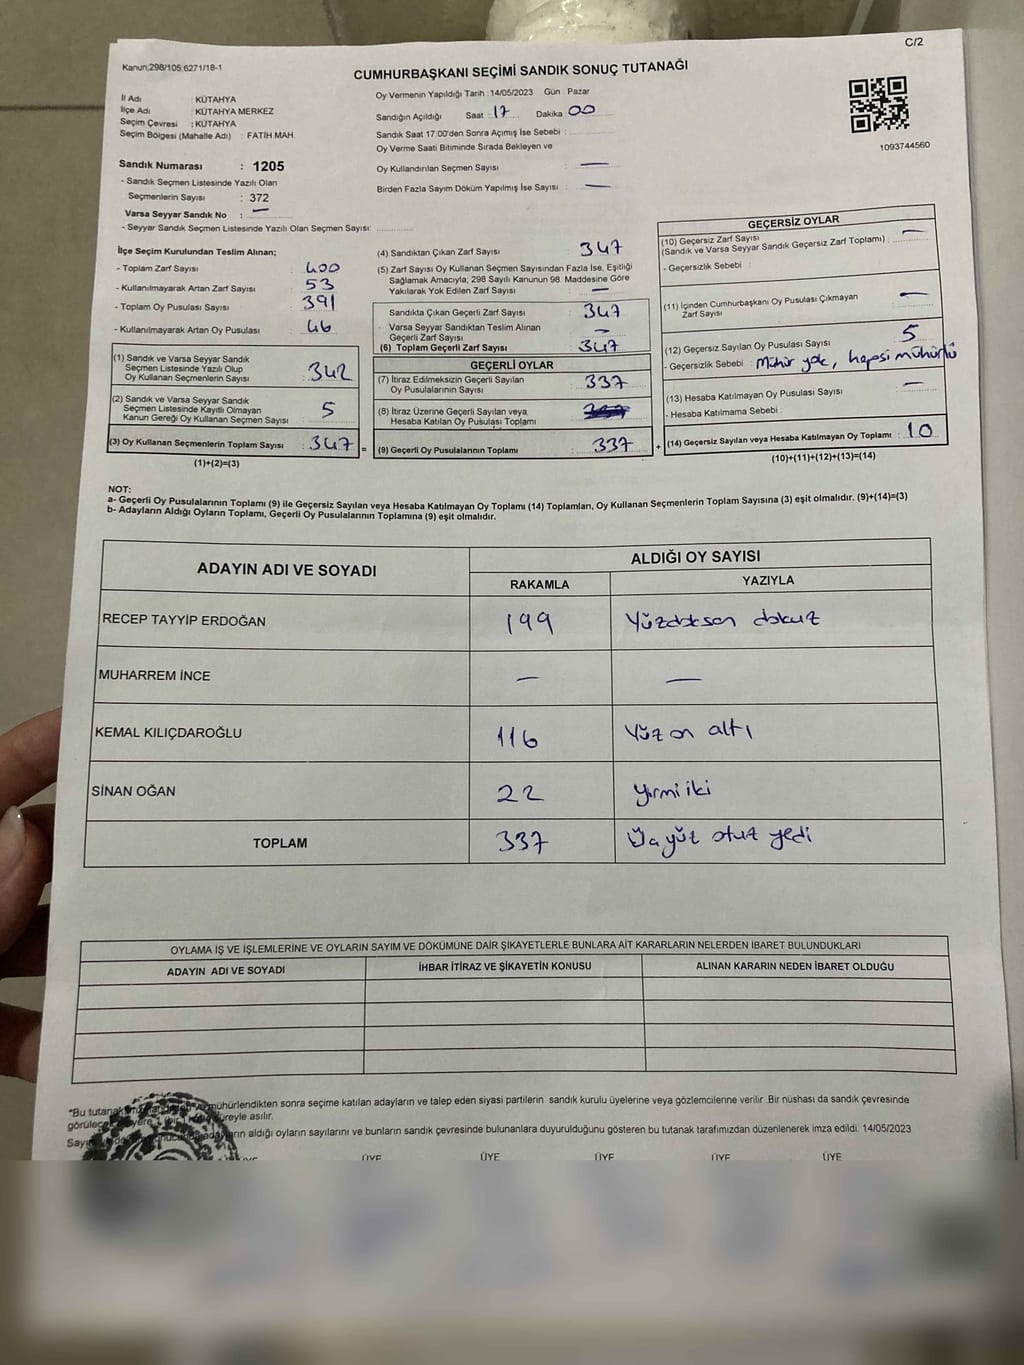 C/2
Kanun:298/105;6271/18-1
CUMHURBAŞKANI SEÇİMİ SANDIK SONUÇ TUTANAĞI
İl Adı : KÜTAHYA
İlçe Adı : KÜTAHYA MERKEZ
Seçim Çevresi : KÜTAHYA
Seçim Bölgesi (Mahalle Adı) : FATİH MAH.
Sandık Numarası : 1205
- Sandık Seçmen Listesinde Yazılı Olan
Seçmenlerin Sayısı : 372
Varsa Seyyar Sandık No : —
- Seyyar Sandık Seçmen Listesinde Yazılı Olan Seçmen Sayısı:
Oy Vermenin Yapıldığı Tarih : 14/05/2023 Gün : Pazar
Sandığın Açıldığı Saat : 17 Dakika 00
Sandık Saat 17:00'den Sonra Açımış İse Sebebi :
Oy Verme Saati Bitiminde Sırada Bekleyen ve
Oy Kullandırılan Seçmen Sayısı : —
Birden Fazla Sayım Döküm Yapılmış İse Sayısı : —
1093744560
İlçe Seçim Kurulundan Teslim Alınan;
- Toplam Zarf Sayısı : 400
- Kullanılmayarak Artan Zarf Sayısı : 53
- Toplam Oy Pusulası Sayısı : 391
- Kullanılmayarak Artan Oy Pusulası : 46
(1) Sandık ve Varsa Seyyar Sandık
Seçmen Listesinde Yazılı Olup
Oy Kullanan Seçmenlerin Sayısı : 342
(2) Sandık ve Varsa Seyyar Sandık
Seçmen Listesinde Kayıtlı Olmayan
Kanun Gereği Oy Kullanan Seçmen Sayısı : 5
(3) Oy Kullanan Seçmenlerin Toplam Sayısı : 347 =
(1)+(2)=(3)
(4) Sandıktan Çıkan Zarf Sayısı : 347
(5) Zarf Sayısı Oy Kullanan Seçmen Sayısından Fazla İse, Eşitliği
Sağlamak Amacıyla, 298 Sayılı Kanunun 98. Maddesine Göre
Yakılarak Yok Edilen Zarf Sayısı : —
Sandıkta Çıkan Geçerli Zarf Sayısı : 347
Varsa Seyyar Sandıktan Teslim Alınan
Geçerli Zarf Sayısı : —
(6) Toplam Geçerli Zarf Sayısı : 347
GEÇERLİ OYLAR
(7) İtiraz Edilmeksizin Geçerli Sayılan
Oy Pusulalarının Sayısı : 337
(8) İtiraz Üzerine Geçerli Sayılan veya
Hesaba Katılan Oy Pusulası Toplamı :
(9) Geçerli Oy Pusulalarının Toplamı : 337 +
GEÇERSİZ OYLAR
(10) Geçersiz Zarf Sayısı : —
(Sandık ve Varsa Seyyar Sandık Geçersiz Zarf Toplamı)
- Geçersizlik Sebebi :
(11) İçinden Cumhurbaşkanı Oy Pusulası Çıkmayan
Zarf Sayısı : —
(12) Geçersiz Sayılan Oy Pusulası Sayısı : 5
- Geçersizlik Sebebi : Mühür yok, hepsi mühürlü
(13) Hesaba Katılmayan Oy Pusulası Sayısı : —
- Hesaba Katılmama Sebebi :
(14) Geçersiz Sayılan veya Hesaba Katılmayan Oy Toplamı : 10
(10)+(11)+(12)+(13)=(14)
NOT:
a- Geçerli Oy Pusulalarının Toplamı (9) ile Geçersiz Sayılan veya Hesaba Katılmayan Oy Toplamı (14) Toplamları, Oy Kullanan Seçmenlerin Toplam Sayısına (3) eşit olmalıdır. (9)+(14)=(3)
b- Adayların Aldığı Oyların Toplamı, Geçerli Oy Pusulalarının Toplamına (9) eşit olmalıdır.
ADAYIN ADI VE SOYADI
ALDIĞI OY SAYISI
RAKAMLA YAZIYLA
RECEP TAYYİP ERDOĞAN 199 Yüzdoksan dokuz
MUHARREM İNCE — —
KEMAL KILIÇDAROĞLU 116 Yüz on altı
SİNAN OĞAN 22 yirmi iki
TOPLAM 337 Üçyüz otuz yedi
OYLAMA İŞ VE İŞLEMLERİNE VE OYLARIN SAYIM VE DÖKÜMÜNE DAİR ŞİKAYETLERLE BUNLARA AİT KARARLARIN NELERDEN İBARET BULUNDUKLARI
ADAYIN ADI VE SOYADI İHBAR İTİRAZ VE ŞİKAYETİN KONUSU ALINAN KARARIN NEDEN İBARET OLDUĞU
*Bu tutanak mühürlendikten sonra seçime katılan adayların ve talep eden siyasi partilerin sandık kurulu üyelerine veya gözlemcilerine verilir. Bir nüshası da sandık çevresinde
görülecek süreyle asılır.
aldığı oyların sayılarını ve bunların sandık çevresinde bulunanlara duyurulduğunu gösteren bu tutanak tarafımızdan düzenlenerek imza edildi. 14/05/2023
ÜYE ÜYE ÜYE ÜYE ÜYE